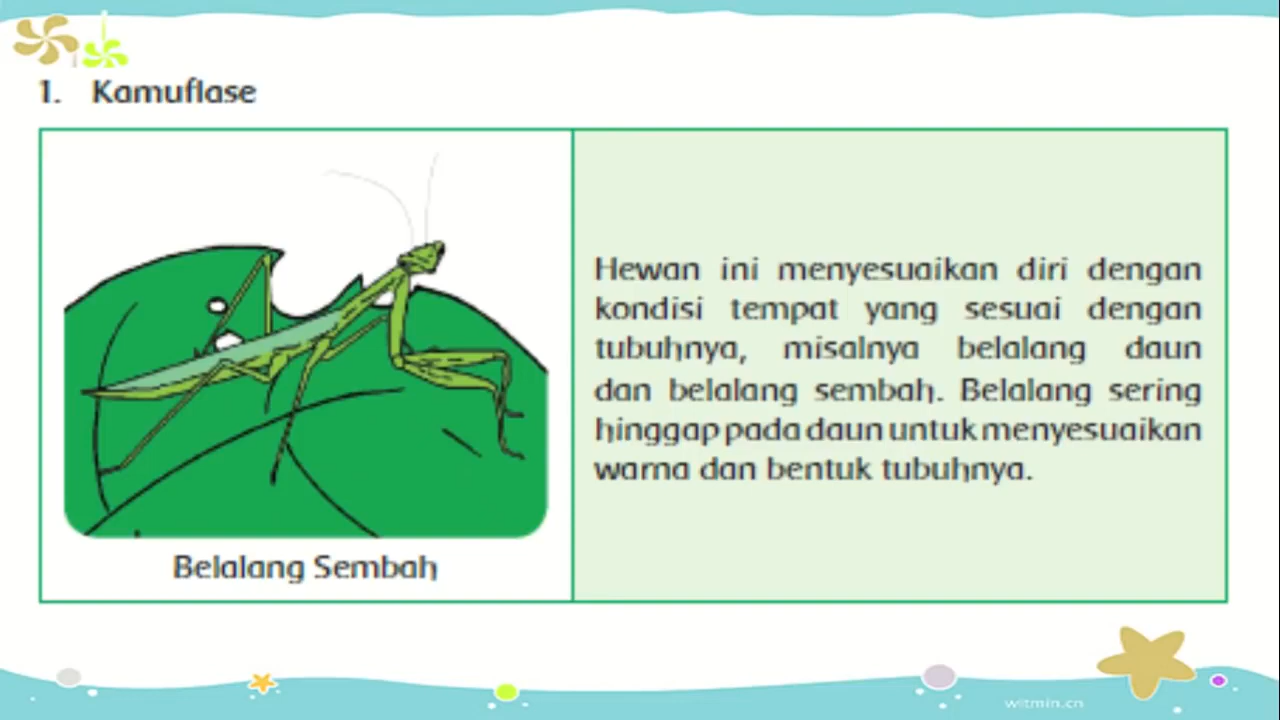 1. Kamuflase
Hewan ini menyesuaikan diri dengan
kondisi tempat yang sesuai dengan
tubuhnya, misalnya belalang daun
dan belalang sembah. Belalang sering
hinggap pada daun untuk menyesuaikan
warna dan bentuk tubuhnya.
Belalang Sembah
witmin.cn